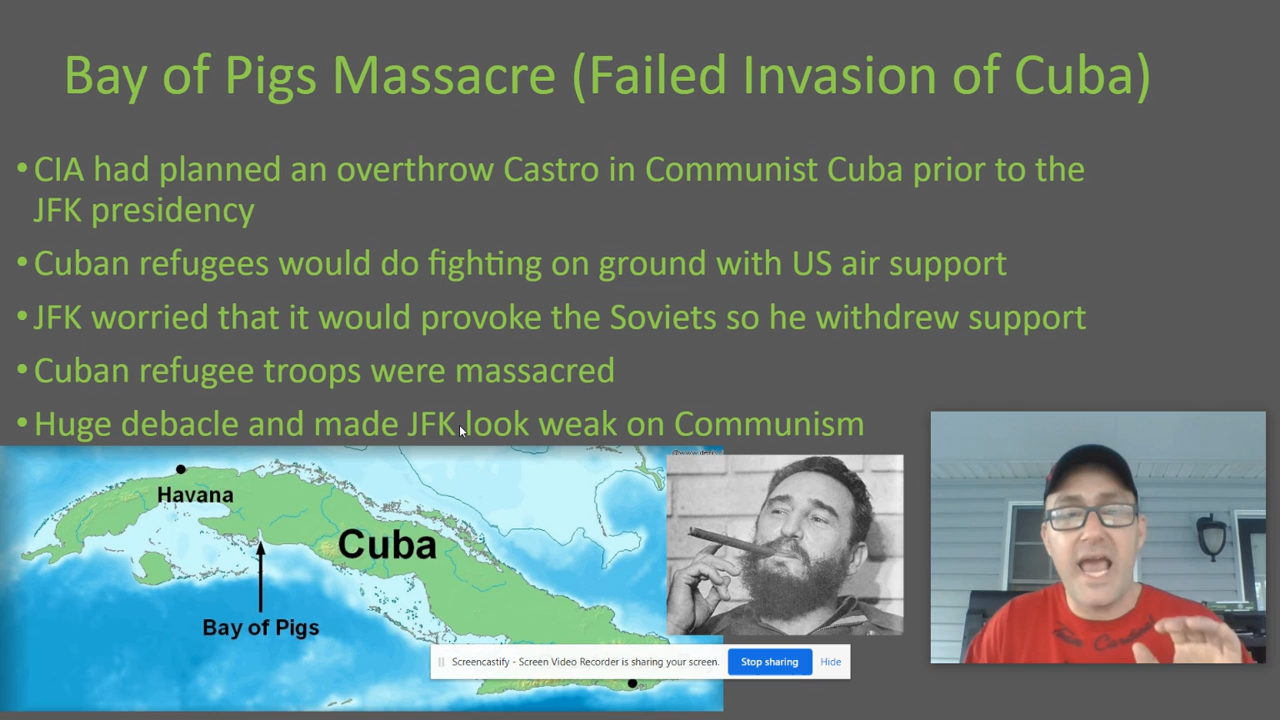 Bay of Pigs Massacre (Failed Invasion of Cuba)
• CIA had planned an overthrow Castro in Communist Cuba prior to the
JFK presidency
• Cuban refugees would do fighting on ground with US air support
• JFK worried that it would provoke the Soviets so he withdrew support
• Cuban refugee troops were massacred
• Huge debacle and made JFK look weak on Communism
Havana
Cuba
Bay of Pigs
Screencastify - Screen Video Recorder is sharing your screen.
Stop sharing
Hide